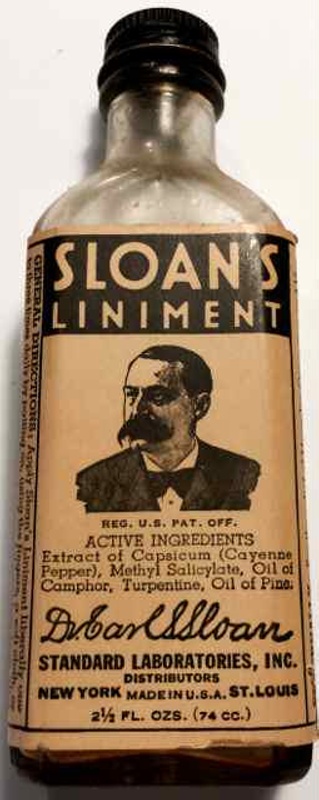 SLOAN'S
LINIMENT
REG. U.S. PAT. OFF.
ACTIVE INGREDIENTS
Extract of Capsicum (Cayenne
Pepper), Methyl Salicylate, Oil of
Camphor, Turpentine, Oil of Pine.
Dr. Earl S. Sloan
STANDARD LABORATORIES, INC.
DISTRIBUTORS
NEW YORK MADE IN U.S.A. ST. LOUIS
2½ FL. OZS. (74 CC.)
GENERAL DIRECTIONS: Apply Sloan's Liniment liberally one